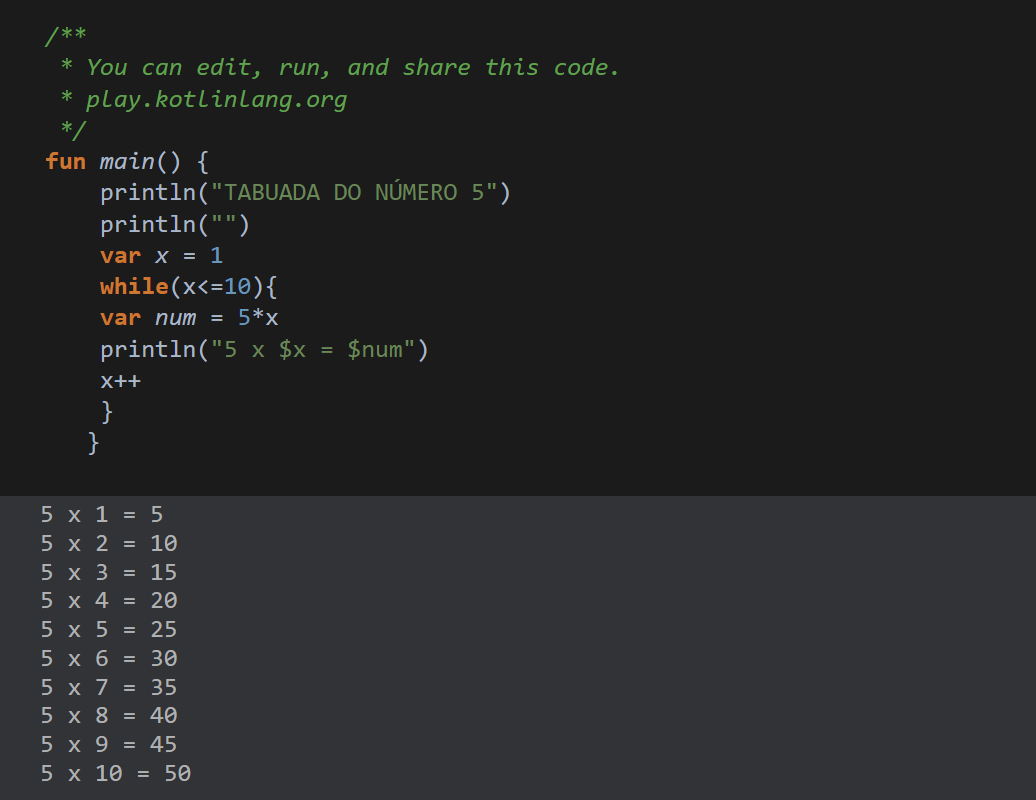 /**
 * You can edit, run, and share this code.
 * play.kotlinlang.org
 */
fun main() {
    println("TABUADA DO NÚMERO 5")
    println("")
    var x = 1
    while(x<=10){
    var num = 5*x
    println("5 x $x = $num")
    x++
    }
   }
5 x 1 = 5
5 x 2 = 10
5 x 3 = 15
5 x 4 = 20
5 x 5 = 25
5 x 6 = 30
5 x 7 = 35
5 x 8 = 40
5 x 9 = 45
5 x 10 = 50